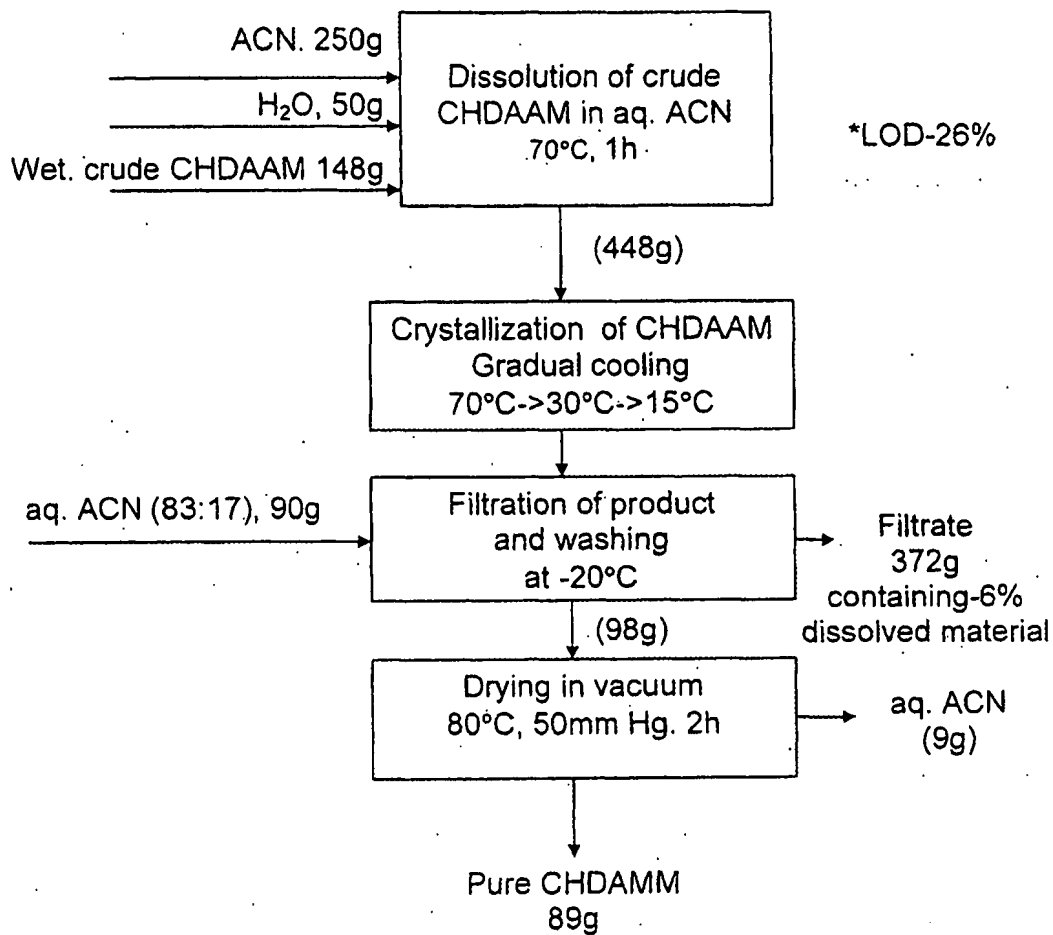 ACN. 250g
H₂O, 50g
Wet. crude CHDAAM 148g
Dissolution of crude
CHDAAM in aq. ACN
70°C, 1h
*LOD-26%
(448g)
Crystallization of CHDAAM
Gradual cooling
70°C->30°C->15°C
aq. ACN (83:17), 90g
Filtration of product
and washing
at -20°C
Filtrate
372g
containing-6%
dissolved material
(98g)
Drying in vacuum
80°C, 50mm Hg. 2h
aq. ACN
(9g)
Pure CHDAMM
89g